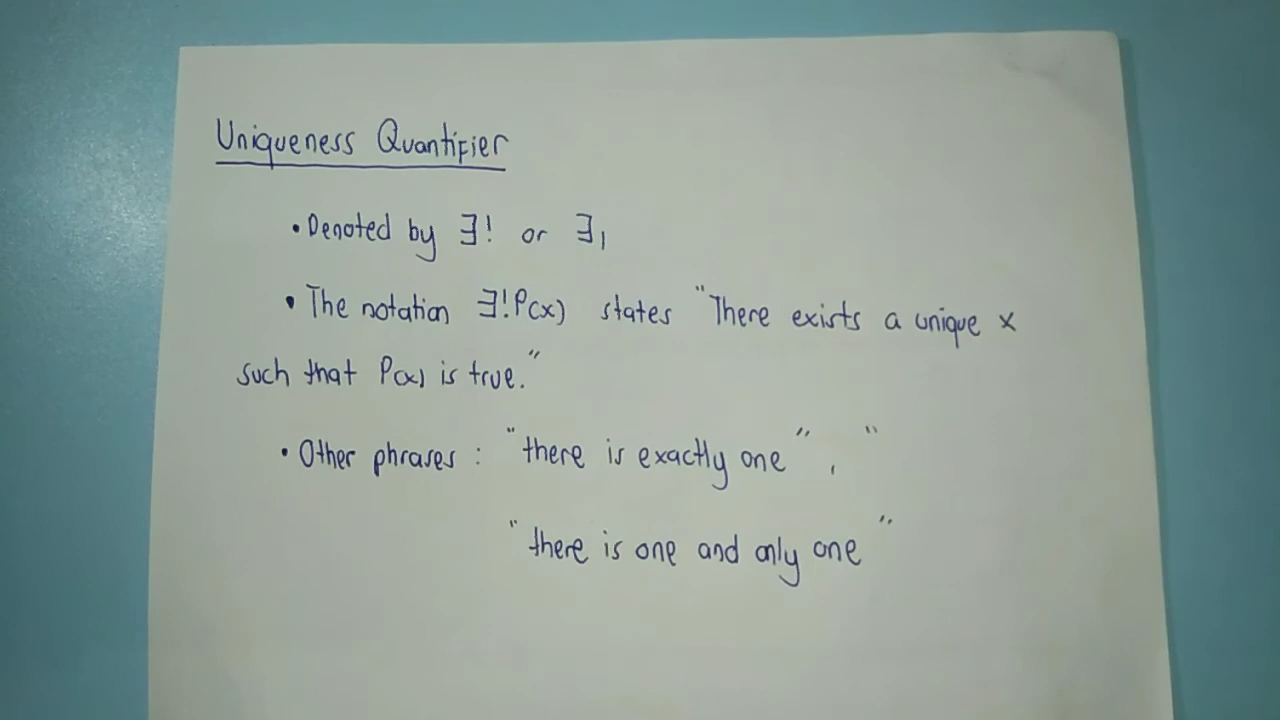 Uniqueness Quantifier
• Denoted by ∃! or ∃₁
• The notation ∃!P(x) states "There exists a unique x
such that P(x) is true."
• Other phrases : "there is exactly one" , "
"there is one and only one"